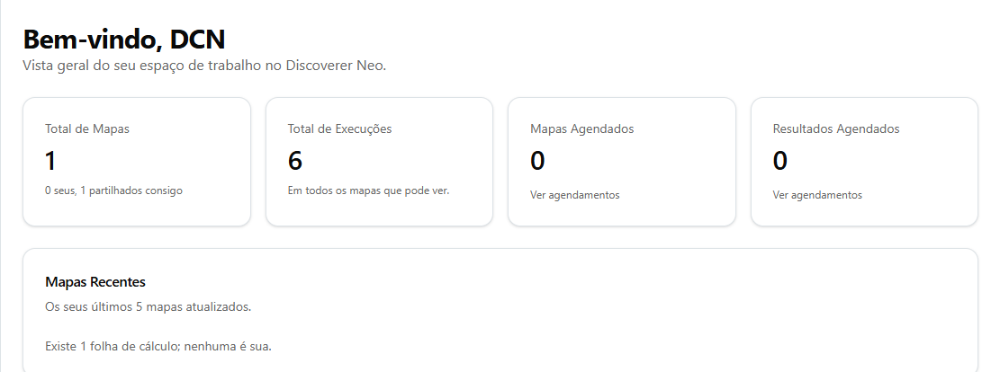 Bem-vindo, DCN
Vista geral do seu espaço de trabalho no Discoverer Neo.
Total de Mapas
1
0 seus, 1 partilhados consigo
Total de Execuções
6
Em todos os mapas que pode ver.
Mapas Agendados
0
Ver agendamentos
Resultados Agendados
0
Ver agendamentos
Mapas Recentes
Os seus últimos 5 mapas atualizados.
Existe 1 folha de cálculo; nenhuma é sua.